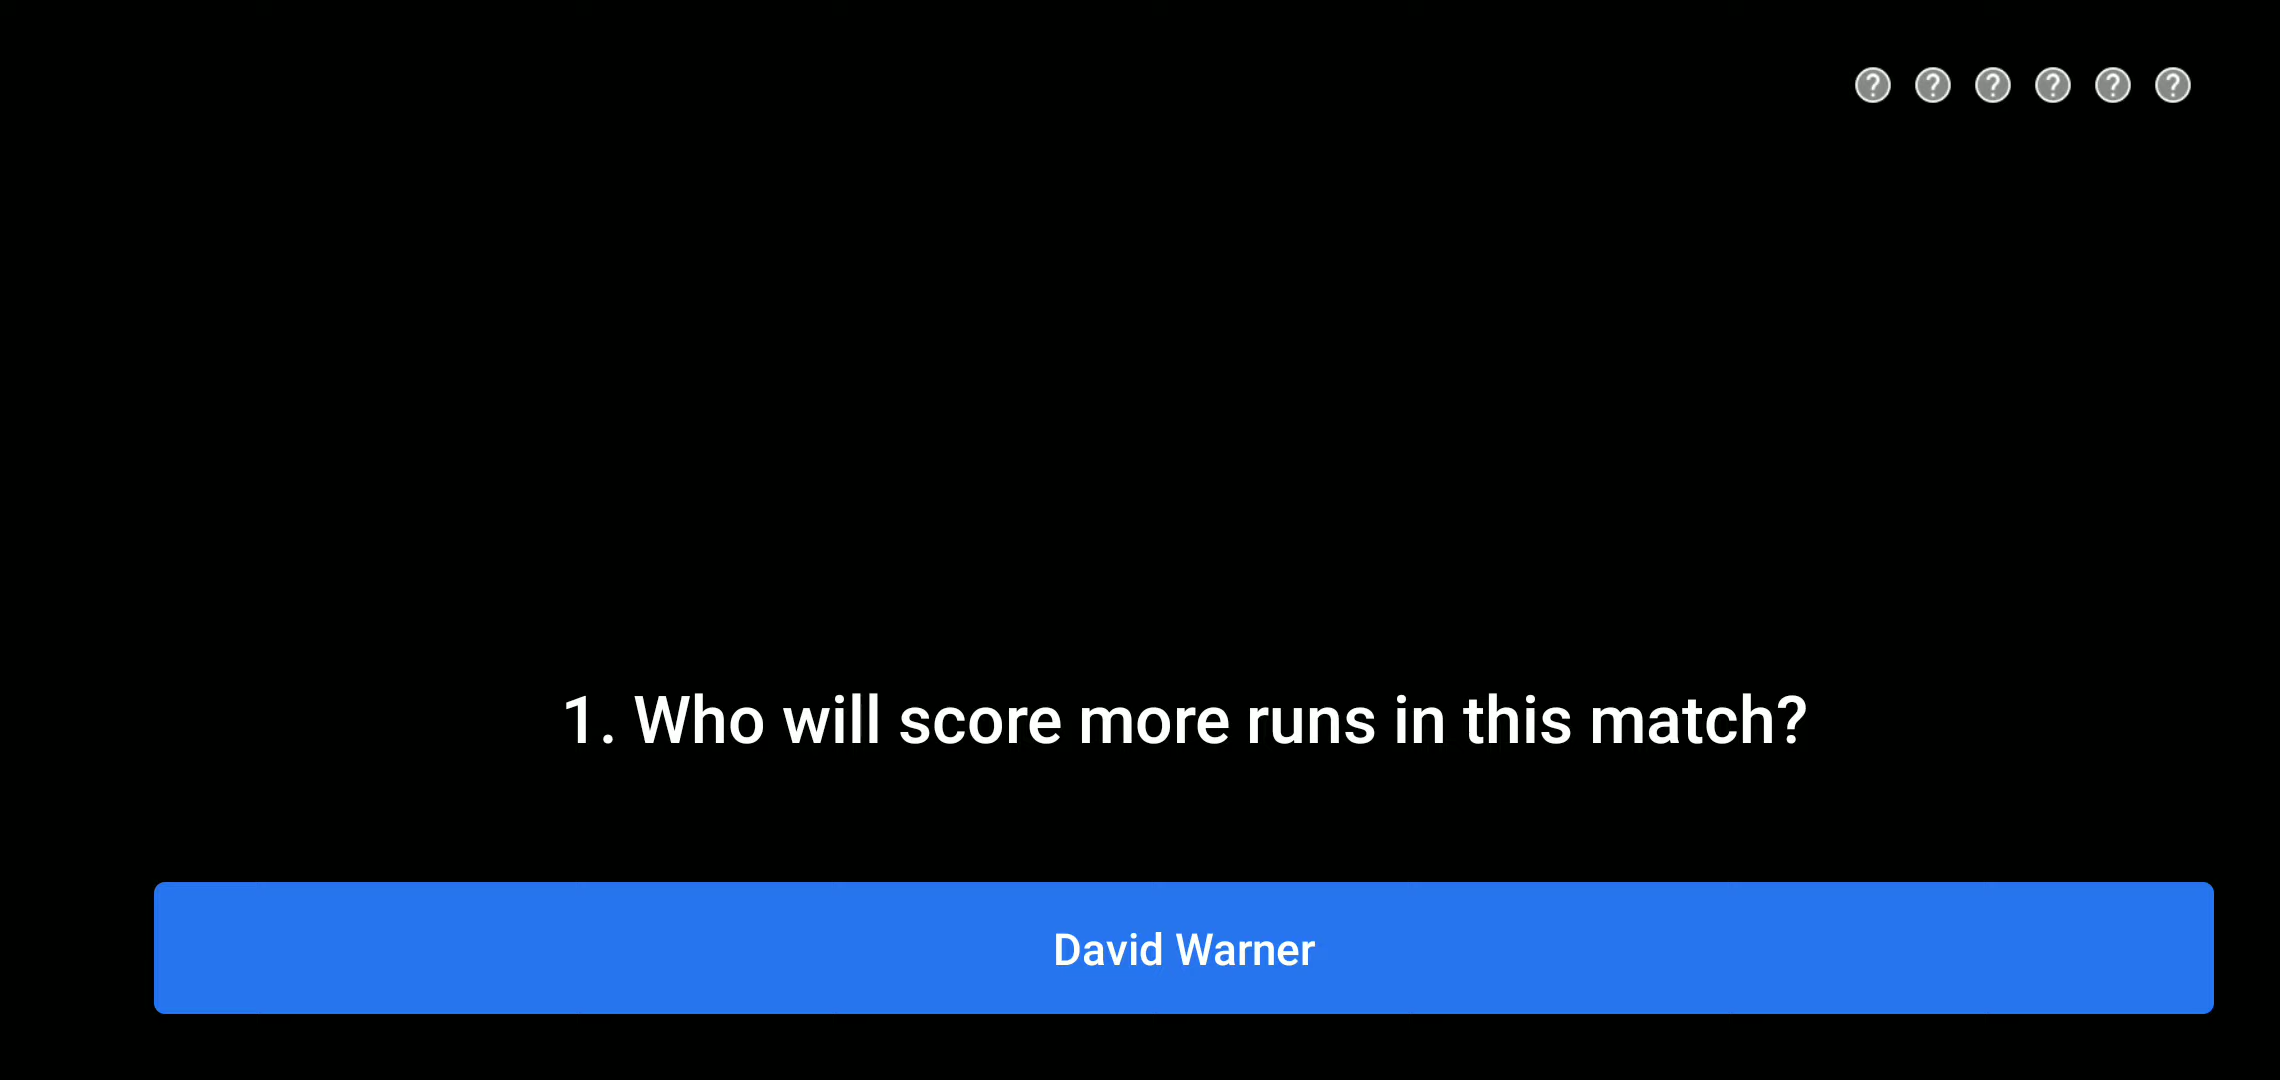 ? ? ? ? ? ?
1. Who will score more runs in this match?
David Warner